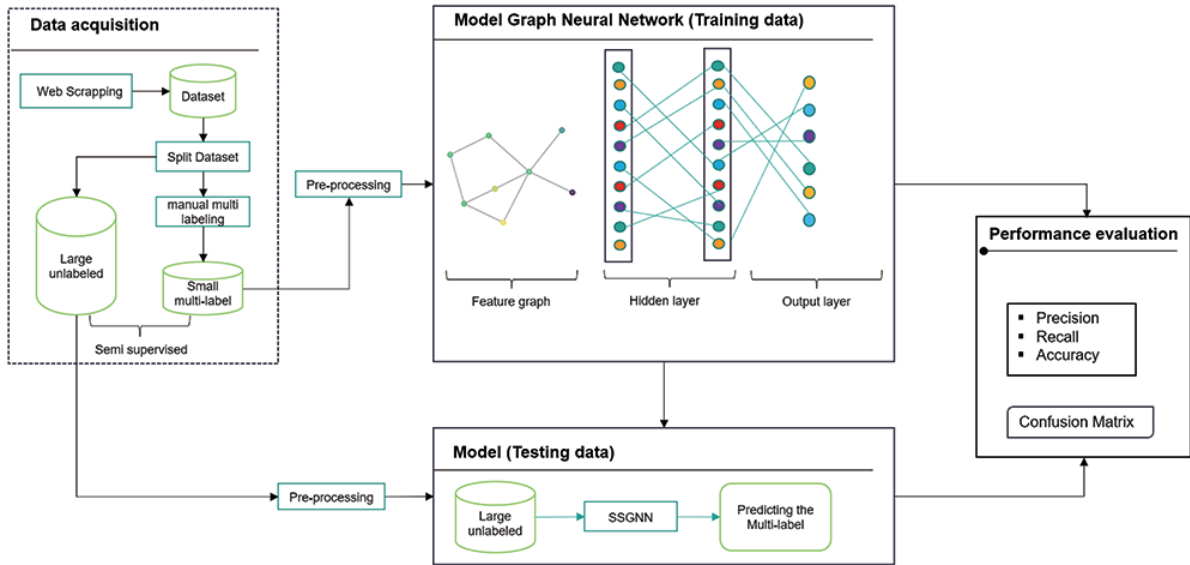 Data acquisition
Web Scrapping
Dataset
Split Dataset
manual multi
labeling
Large
unlabeled
Small
multi-label
Semi supervised
Pre-processing
Model Graph Neural Network (Training data)
Feature graph
Hidden layer
Output layer
Performance evaluation
Precision
Recall
Accuracy
Confusion Matrix
Pre-processing
Model (Testing data)
Large
unlabeled
SSGNN
Predicting the
Multi-label